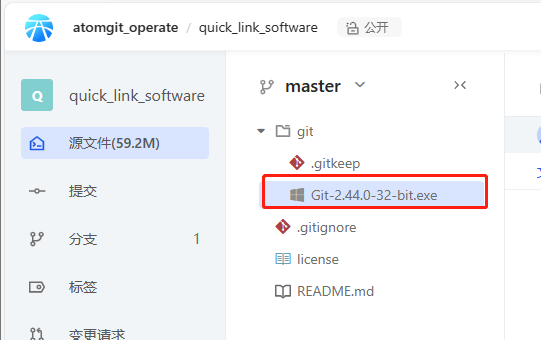 atomgit_operate / quick_link_software 公开
Q quick_link_software
源文件(59.2M)
提交
分支 1
标签
变更请求
master
git
.gitkeep
Git-2.44.0-32-bit.exe
.gitignore
license
README.md